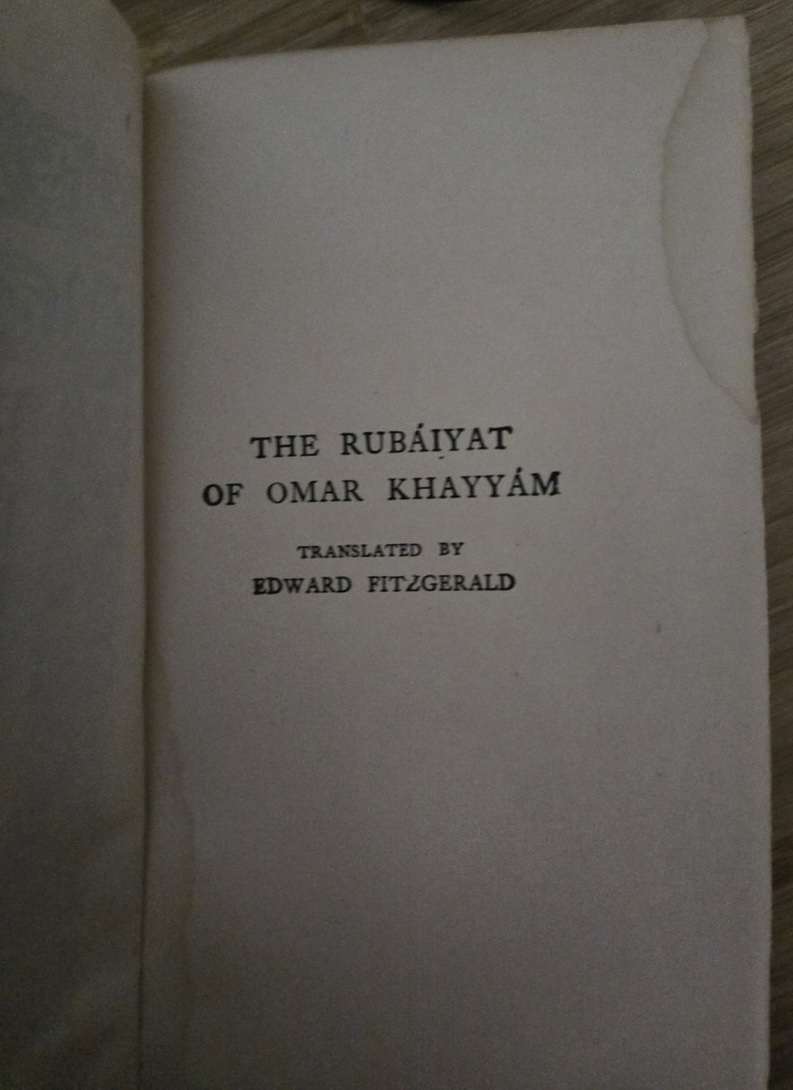 THE RUBÁIYAT
OF OMAR KHAYYÁM
TRANSLATED BY
EDWARD FITZGERALD